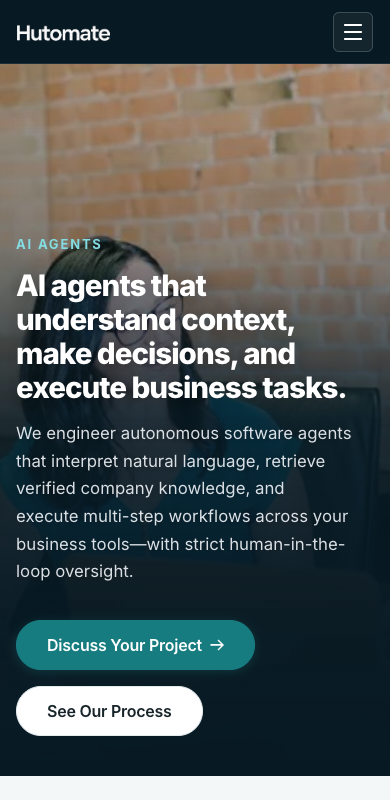 Hutomate
AI AGENTS
AI agents that
understand context,
make decisions, and
execute business tasks.
We engineer autonomous software agents
that interpret natural language, retrieve
verified company knowledge, and
execute multi-step workflows across your
business tools—with strict human-in-the-
loop oversight.
Discuss Your Project →
See Our Process